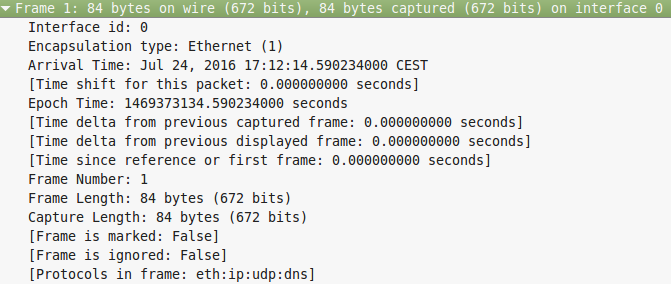 Frame 1: 84 bytes on wire (672 bits), 84 bytes captured (672 bits) on interface 0
Interface id: 0
Encapsulation type: Ethernet (1)
Arrival Time: Jul 24, 2016 17:12:14.590234000 CEST
[Time shift for this packet: 0.000000000 seconds]
Epoch Time: 1469373134.590234000 seconds
[Time delta from previous captured frame: 0.000000000 seconds]
[Time delta from previous displayed frame: 0.000000000 seconds]
[Time since reference or first frame: 0.000000000 seconds]
Frame Number: 1
Frame Length: 84 bytes (672 bits)
Capture Length: 84 bytes (672 bits)
[Frame is marked: False]
[Frame is ignored: False]
[Protocols in frame: eth:ip:udp:dns]